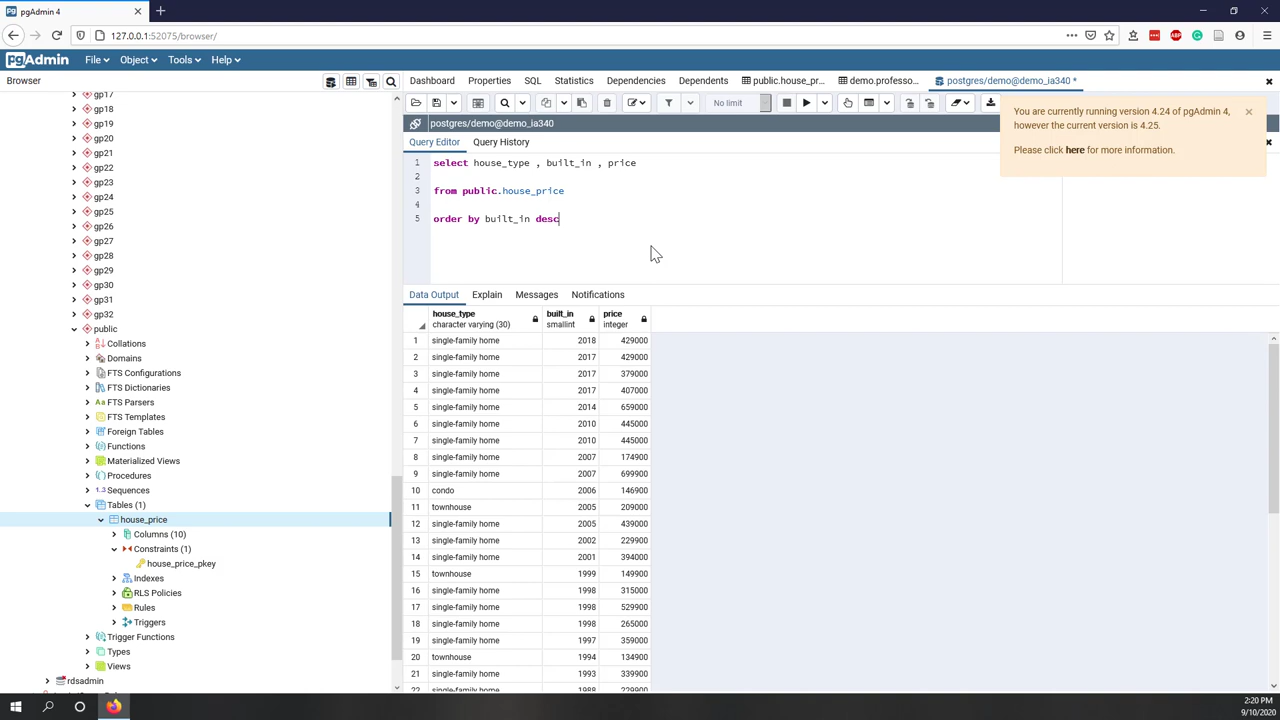 pgAdmin 4
127.0.0.1:52075/browser/
pgAdmin File Object Tools Help
Browser
Dashboard Properties SQL Statistics Dependencies Dependents public.house_pr... demo.professo... postgres/demo@demo_ia340 *
gp17
gp18
gp19
gp20
gp21
gp22
gp23
gp24
gp25
gp26
gp27
gp28
gp29
gp30
gp31
gp32
public
Collations
Domains
FTS Configurations
FTS Dictionaries
FTS Parsers
FTS Templates
Foreign Tables
Functions
Materialized Views
Procedures
Sequences
Tables (1)
house_price
Columns (10)
Constraints (1)
house_price_pkey
Indexes
RLS Policies
Rules
Triggers
Trigger Functions
Types
Views
rdsadmin
No limit
You are currently running version 4.24 of pgAdmin 4,
however the current version is 4.25.
Please click here for more information.
postgres/demo@demo_ia340
Query Editor Query History
1 select house_type , built_in , price
2
3 from public.house_price
4
5 order by built_in desc
Data Output Explain Messages Notifications
house_type built_in price
character varying (30) smallint integer
1 single-family home 2018 429000
2 single-family home 2017 429000
3 single-family home 2017 379000
4 single-family home 2017 407000
5 single-family home 2014 659000
6 single-family home 2010 445000
7 single-family home 2010 445000
8 single-family home 2007 174900
9 single-family home 2007 699900
10 condo 2006 146900
11 townhouse 2005 209000
12 single-family home 2005 439000
13 single-family home 2002 229900
14 single-family home 2001 394000
15 townhouse 1999 149900
16 single-family home 1998 315000
17 single-family home 1998 529900
18 single-family home 1998 265000
19 single-family home 1997 359000
20 townhouse 1994 134900
21 single-family home 1993 339900
22 single-family home 1988 229900
2:20 PM
9/10/2020